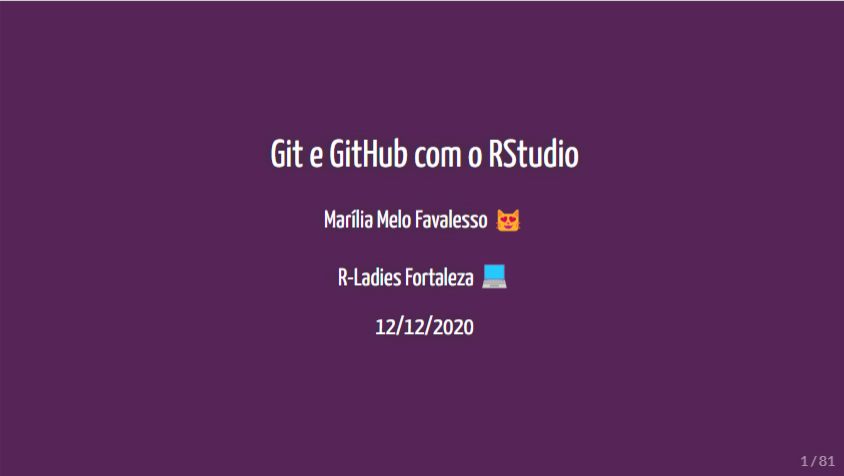 Git e GitHub com o RStudio
Marília Melo Favalesso 😻
R-Ladies Fortaleza 💻
12/12/2020
1 / 81